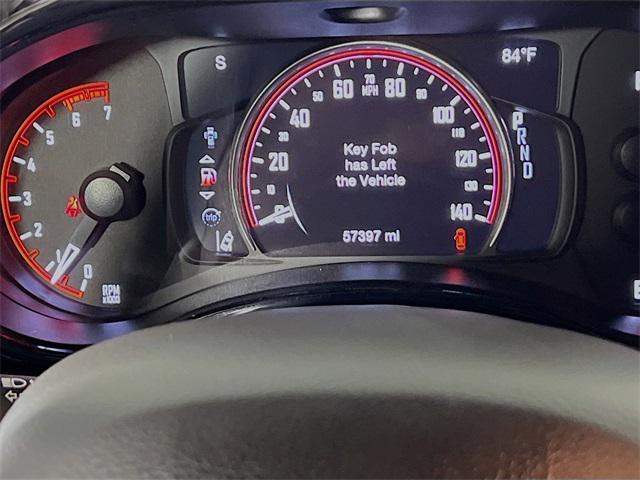 S
84°F
7
6
5
4
3
2
1
0
RPM
0
10
20
30
40
50
60
70
MPH
80
90
100
110
120
130
140
Key Fob
has Left
the Vehicle
57397 mi
trip
P
R
N
D